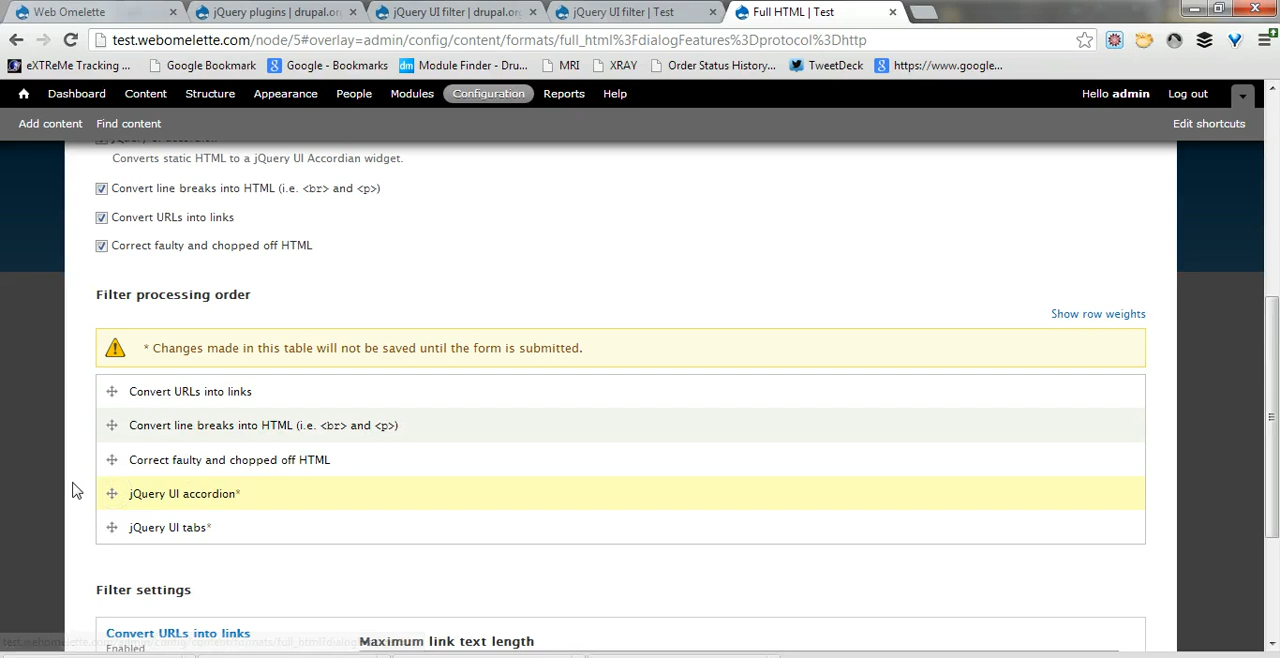 Web Omelette
jQuery plugins | drupal.or
jQuery UI filter | drupal.or
jQuery UI filter | Test
Full HTML | Test
test.webomelette.com/node/5#overlay=admin/config/content/formats/full_html%3FdialogFeatures%3Dprotocol%3Dhttp
eXTReMe Tracking ...
Google Bookmark
Google - Bookmarks
Module Finder - Dru...
MRI
XRAY
Order Status History...
TweetDeck
https://www.google...
Dashboard Content Structure Appearance People Modules Configuration Reports Help Hello admin Log out
Add content Find content Edit shortcuts
jQuery UI accordion
Converts static HTML to a jQuery UI Accordian widget.
Convert line breaks into HTML (i.e. <br> and <p>)
Convert URLs into links
Correct faulty and chopped off HTML
Filter processing order
Show row weights
* Changes made in this table will not be saved until the form is submitted.
Convert URLs into links
Convert line breaks into HTML (i.e. <br> and <p>)
Correct faulty and chopped off HTML
jQuery UI accordion*
jQuery UI tabs*
Filter settings
Convert URLs into links
Enabled
Maximum link text length